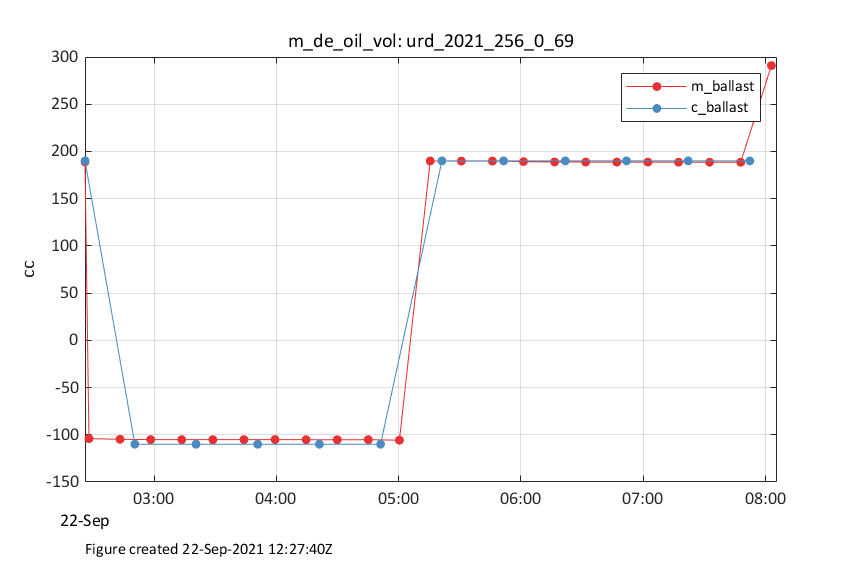 m_de_oil_vol: urd_2021_256_0_69
m_ballast
c_ballast
300
250
200
150
100
50
0
-50
-100
-150
cc
03:00 04:00 05:00 06:00 07:00 08:00
22-Sep
Figure created 22-Sep-2021 12:27:40Z